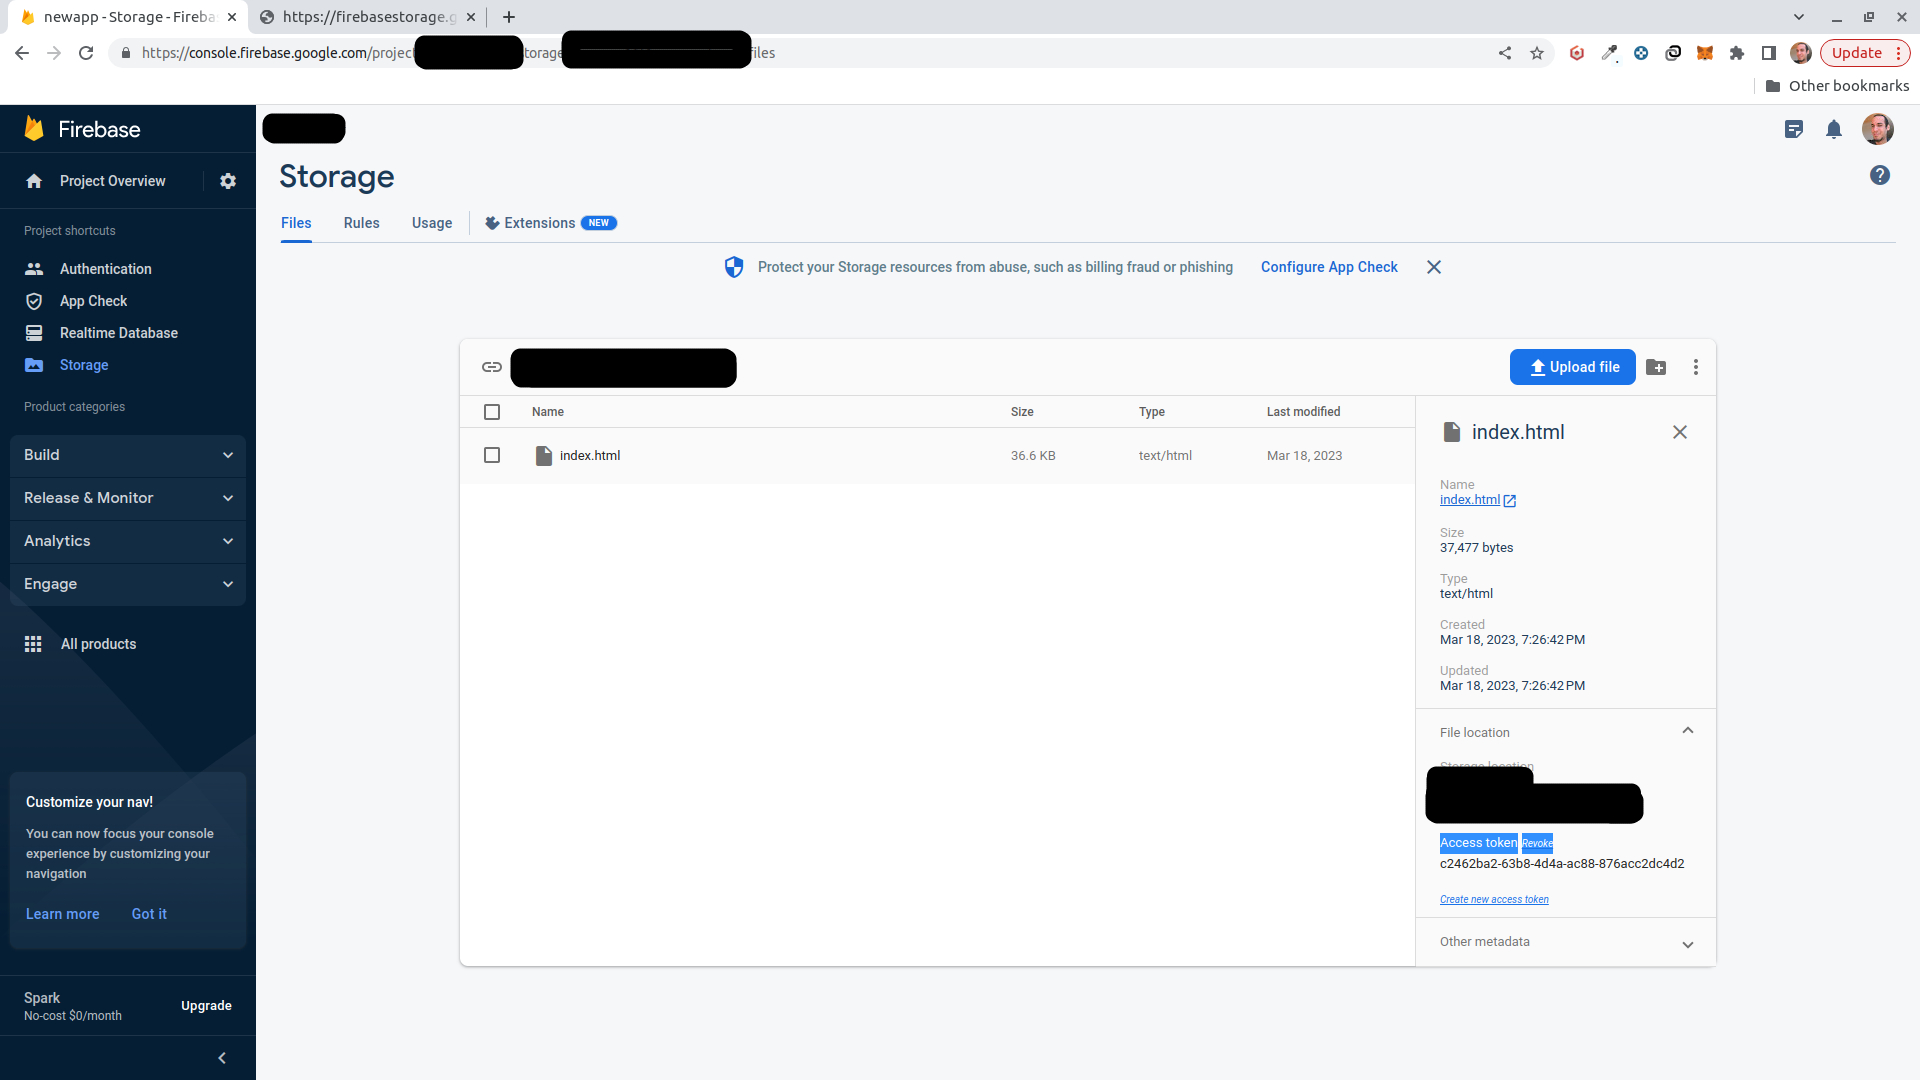 newapp - Storage - Fireba
https://firebasestorage.g
https://console.firebase.google.com/project
torage
files
Update
Other bookmarks
Firebase
Project Overview
Project shortcuts
Authentication
App Check
Realtime Database
Storage
Product categories
Build
Release & Monitor
Analytics
Engage
All products
Customize your nav!
You can now focus your console
experience by customizing your
navigation
Learn more
Got it
Spark
No-cost $0/month
Upgrade
Storage
Files
Rules
Usage
Extensions
NEW
Protect your Storage resources from abuse, such as billing fraud or phishing
Configure App Check
Upload file
Name
Size
Type
Last modified
index.html
36.6 KB
text/html
Mar 18, 2023
index.html
Name
index.html
Size
37,477 bytes
Type
text/html
Created
Mar 18, 2023, 7:26:42 PM
Updated
Mar 18, 2023, 7:26:42 PM
File location
Storage location
Access token Revoke
c2462ba2-63b8-4d4a-ac88-876acc2dc4d2
Create new access token
Other metadata